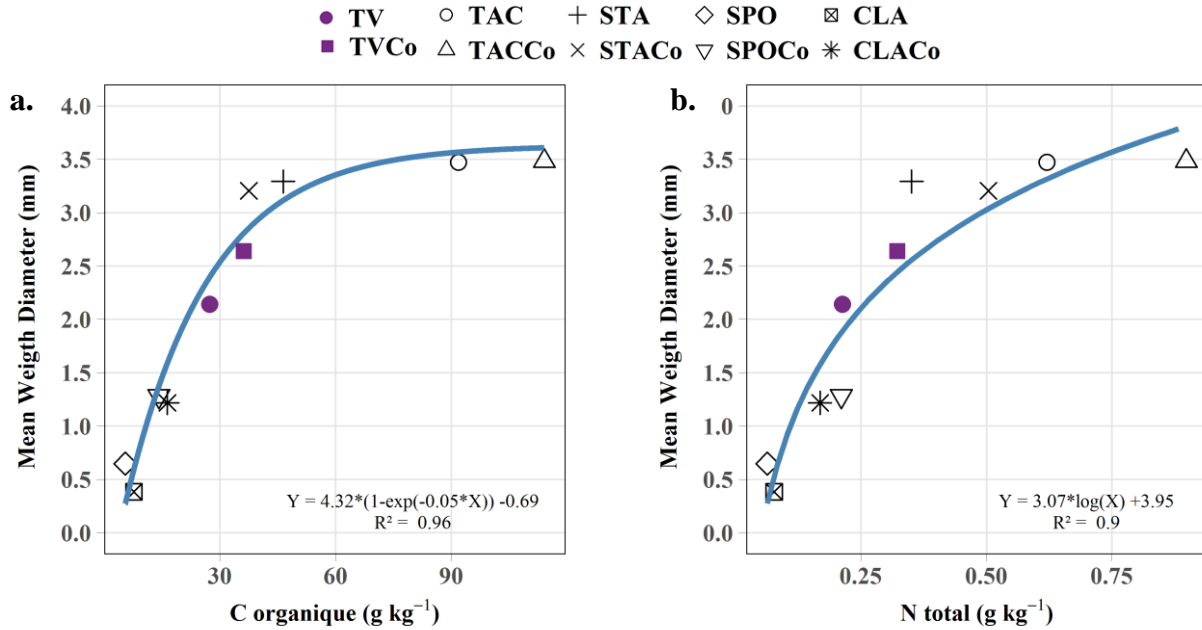 TV TAC STA SPO CLA
TVCo TACCo STACo SPOCo CLACo
a.
4.0
3.5
3.0
2.5
2.0
1.5
1.0
0.5
0.0
Mean Weigth Diameter (mm)
Y = 4.32*(1-exp(-0.05*X)) -0.69
R² = 0.96
30 60 90
C organique (g kg⁻¹)
b.
0
3.5
3.0
2.5
2.0
1.5
1.0
0.5
0.0
Mean Weigth Diameter (mm)
Y = 3.07*log(X) +3.95
R² = 0.9
0.25 0.50 0.75
N total (g kg⁻¹)